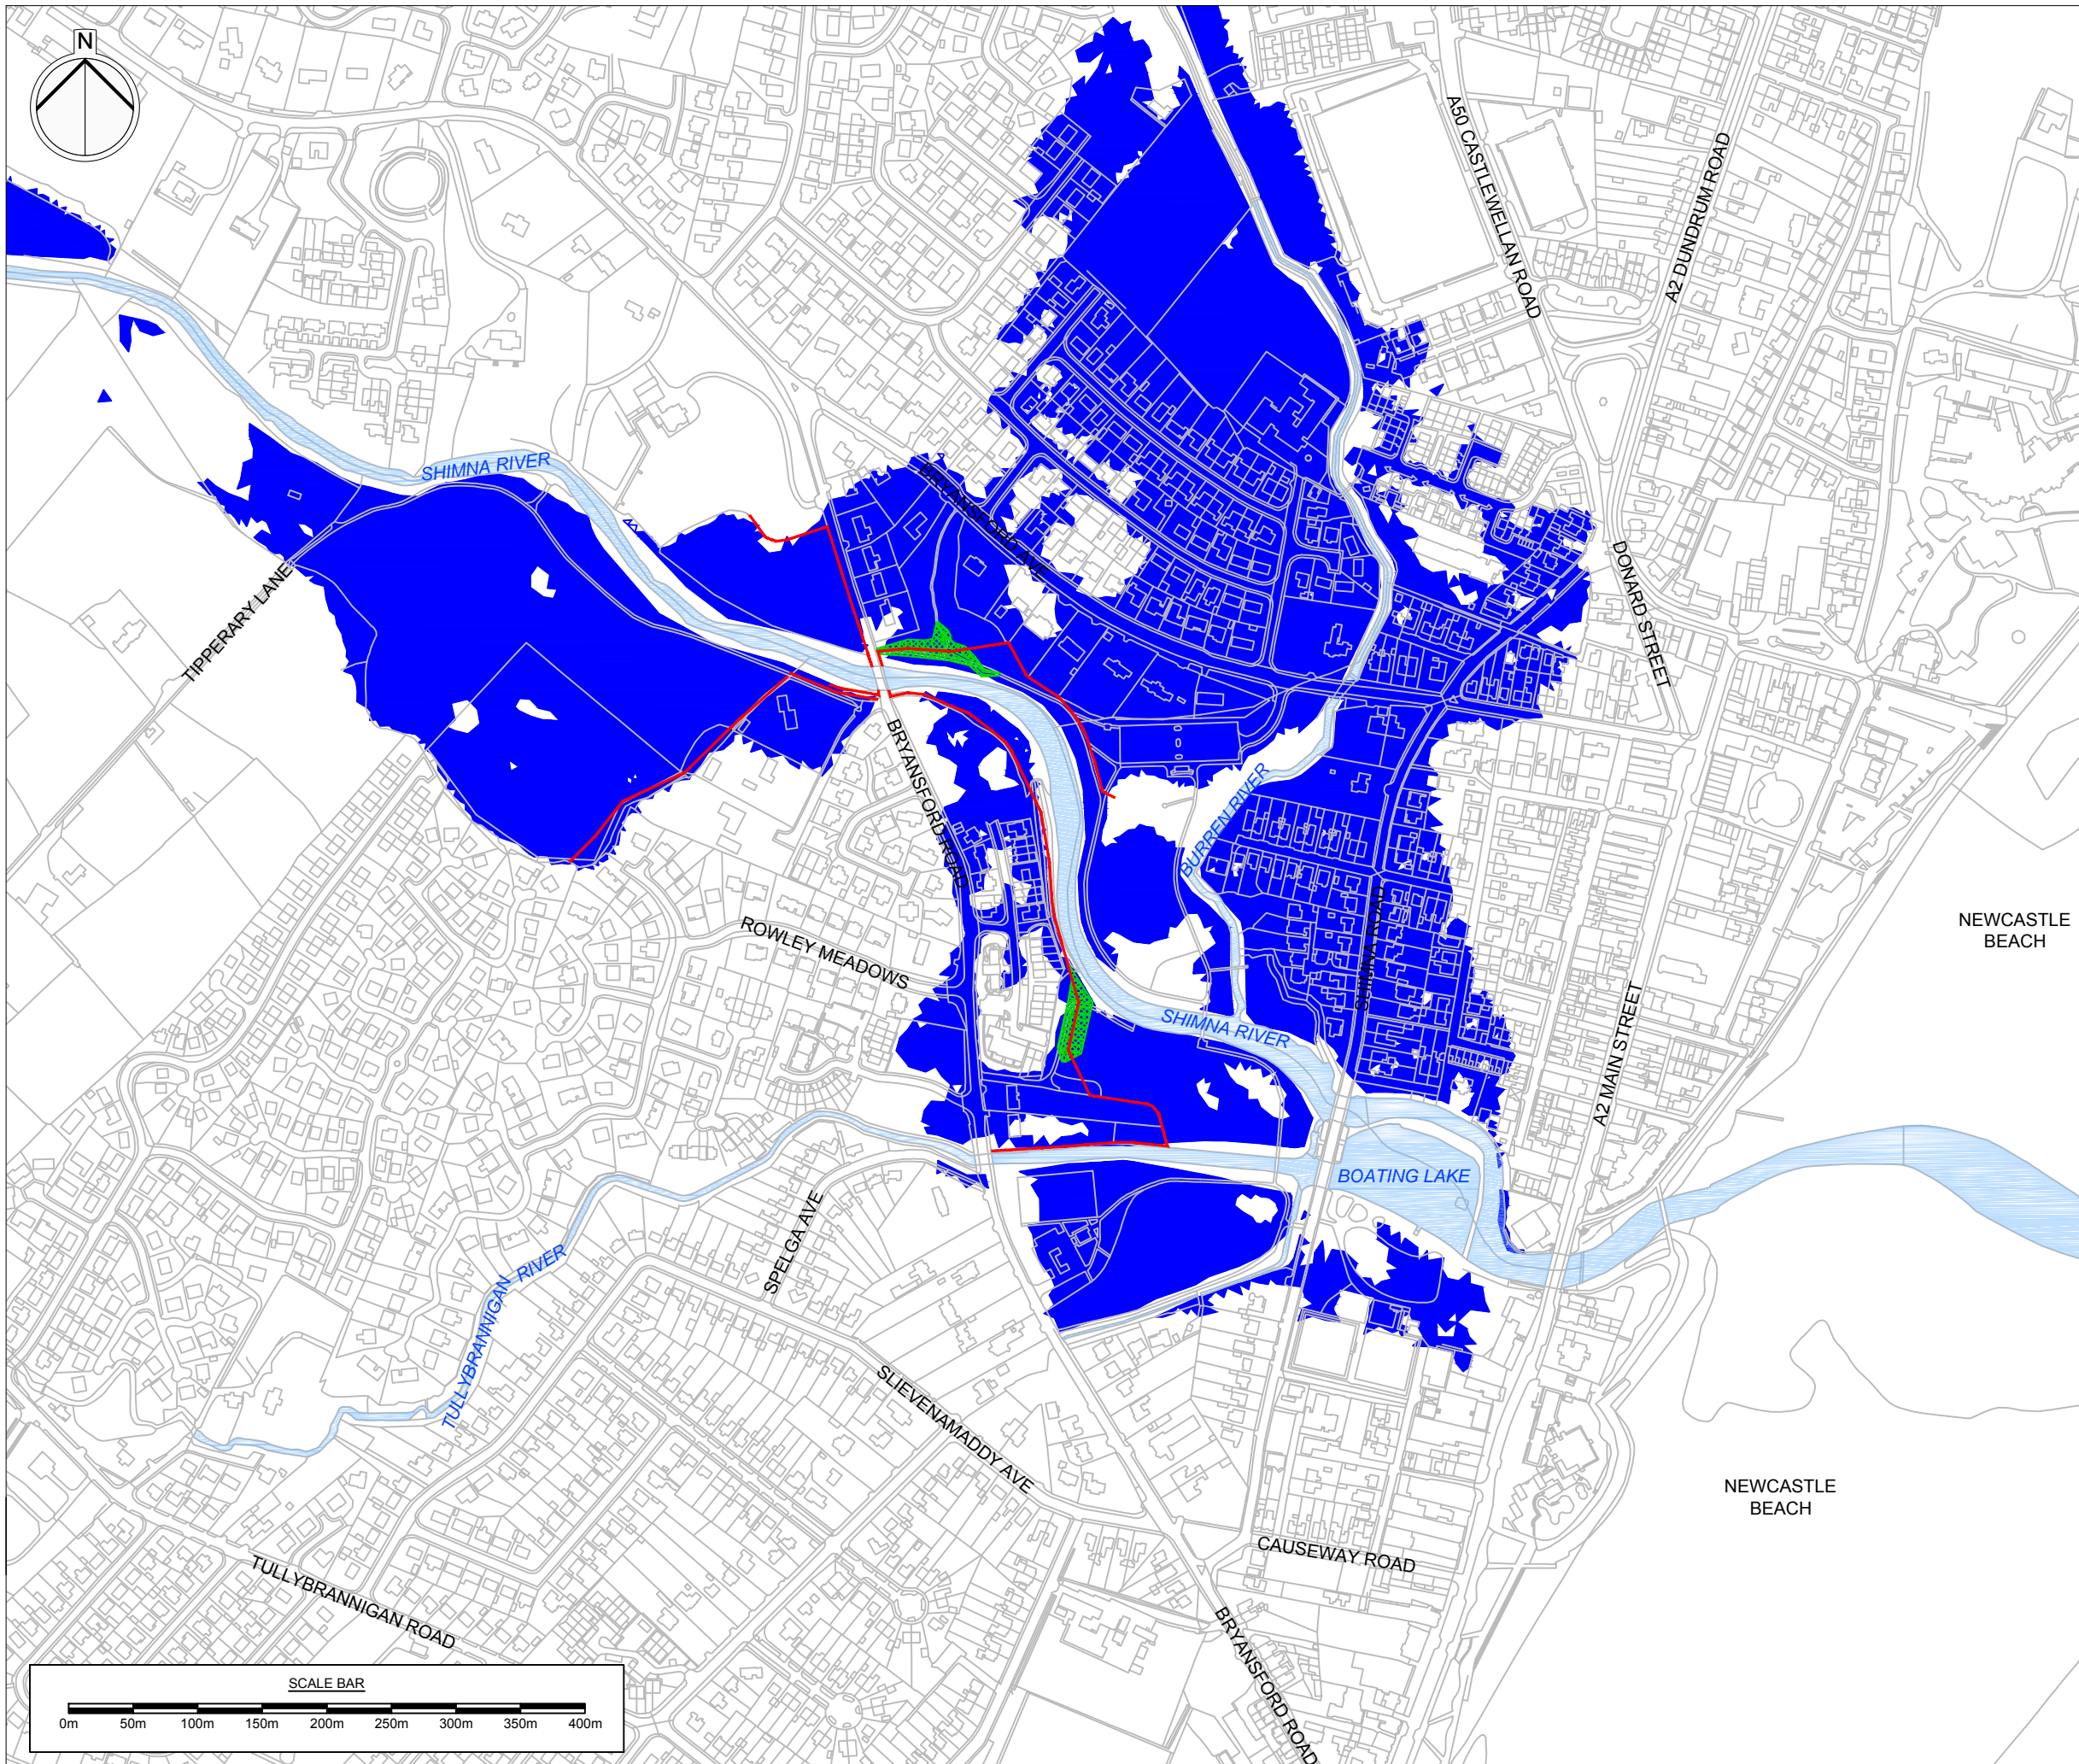 N
A50 CASTLEWELLAN ROAD
A2 DUNDRUM ROAD
SHIMNA RIVER
BRYANSFORD AVE
TIPPERARY LANE
DONARD STREET
BRYANSFORD ROAD
BURREN RIVER
ROWLEY MEADOWS
SHIMNA ROAD
NEWCASTLE
BEACH
SHIMNA RIVER
A2 MAIN STREET
BOATING LAKE
SPELGA AVE
TULLYBRANNIGAN RIVER
SLIEVENAMADDY AVE
NEWCASTLE
BEACH
CAUSEWAY ROAD
TULLYBRANNIGAN ROAD
BRYANSFORD ROAD
SCALE BAR
0m 50m 100m 150m 200m 250m 300m 350m 400m